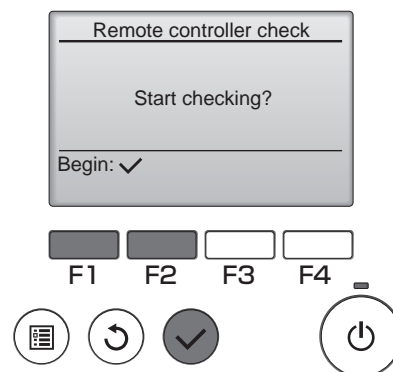 Remote controller check
Start checking?
Begin: ✓
F1 F2 F3 F4